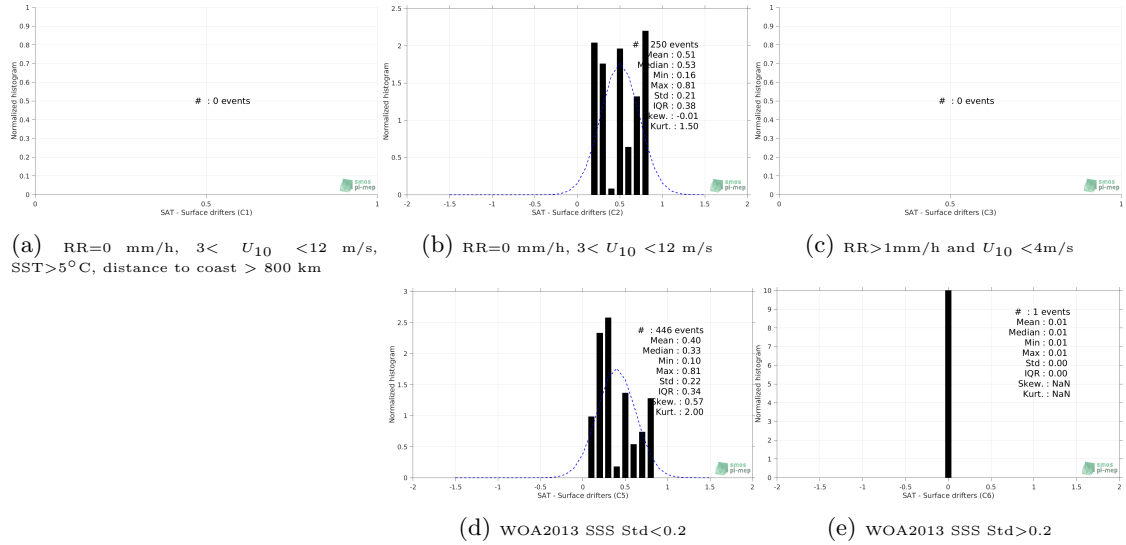 1
0.9
0.8
0.7
0.6
0.5
0.4
0.3
0.2
0.1
0
Normalized histogram
# : 0 events
smos
pi-mep
0 0.5 1
SAT - Surface drifters (C1)
(a) RR=0 mm/h, 3< U10 <12 m/s,
SST>5°C, distance to coast > 800 km
2.5
2
1.5
1
0.5
0
Normalized histogram
# : 250 events
Mean : 0.51
Median : 0.53
Min : 0.16
Max : 0.81
Std : 0.21
IQR : 0.38
Skew. : -0.01
Kurt. : 1.50
smos
pi-mep
-2 -1.5 -1 -0.5 0 0.5 1 1.5 2
SAT - Surface drifters (C2)
(b) RR=0 mm/h, 3< U10 <12 m/s
1
0.9
0.8
0.7
0.6
0.5
0.4
0.3
0.2
0.1
0
Normalized histogram
# : 0 events
smos
pi-mep
0 0.5 1
SAT - Surface drifters (C3)
(c) RR>1mm/h and U10 <4m/s
3
2.5
2
1.5
1
0.5
0
Normalized histogram
# : 446 events
Mean : 0.40
Median : 0.33
Min : 0.10
Max : 0.81
Std : 0.22
IQR : 0.34
Skew. : 0.57
Kurt. : 2.00
smos
pi-mep
-2 -1.5 -1 -0.5 0 0.5 1 1.5 2
SAT - Surface drifters (C5)
(d) WOA2013 SSS Std<0.2
10
9
8
7
6
5
4
3
2
1
0
Normalized histogram
# : 1 events
Mean : 0.01
Median : 0.01
Min : 0.01
Max : 0.01
Std : 0.00
IQR : 0.00
Skew. : NaN
Kurt. : NaN
smos
pi-mep
-2 -1.5 -1 -0.5 0 0.5 1 1.5 2
SAT - Surface drifters (C6)
(e) WOA2013 SSS Std>0.2